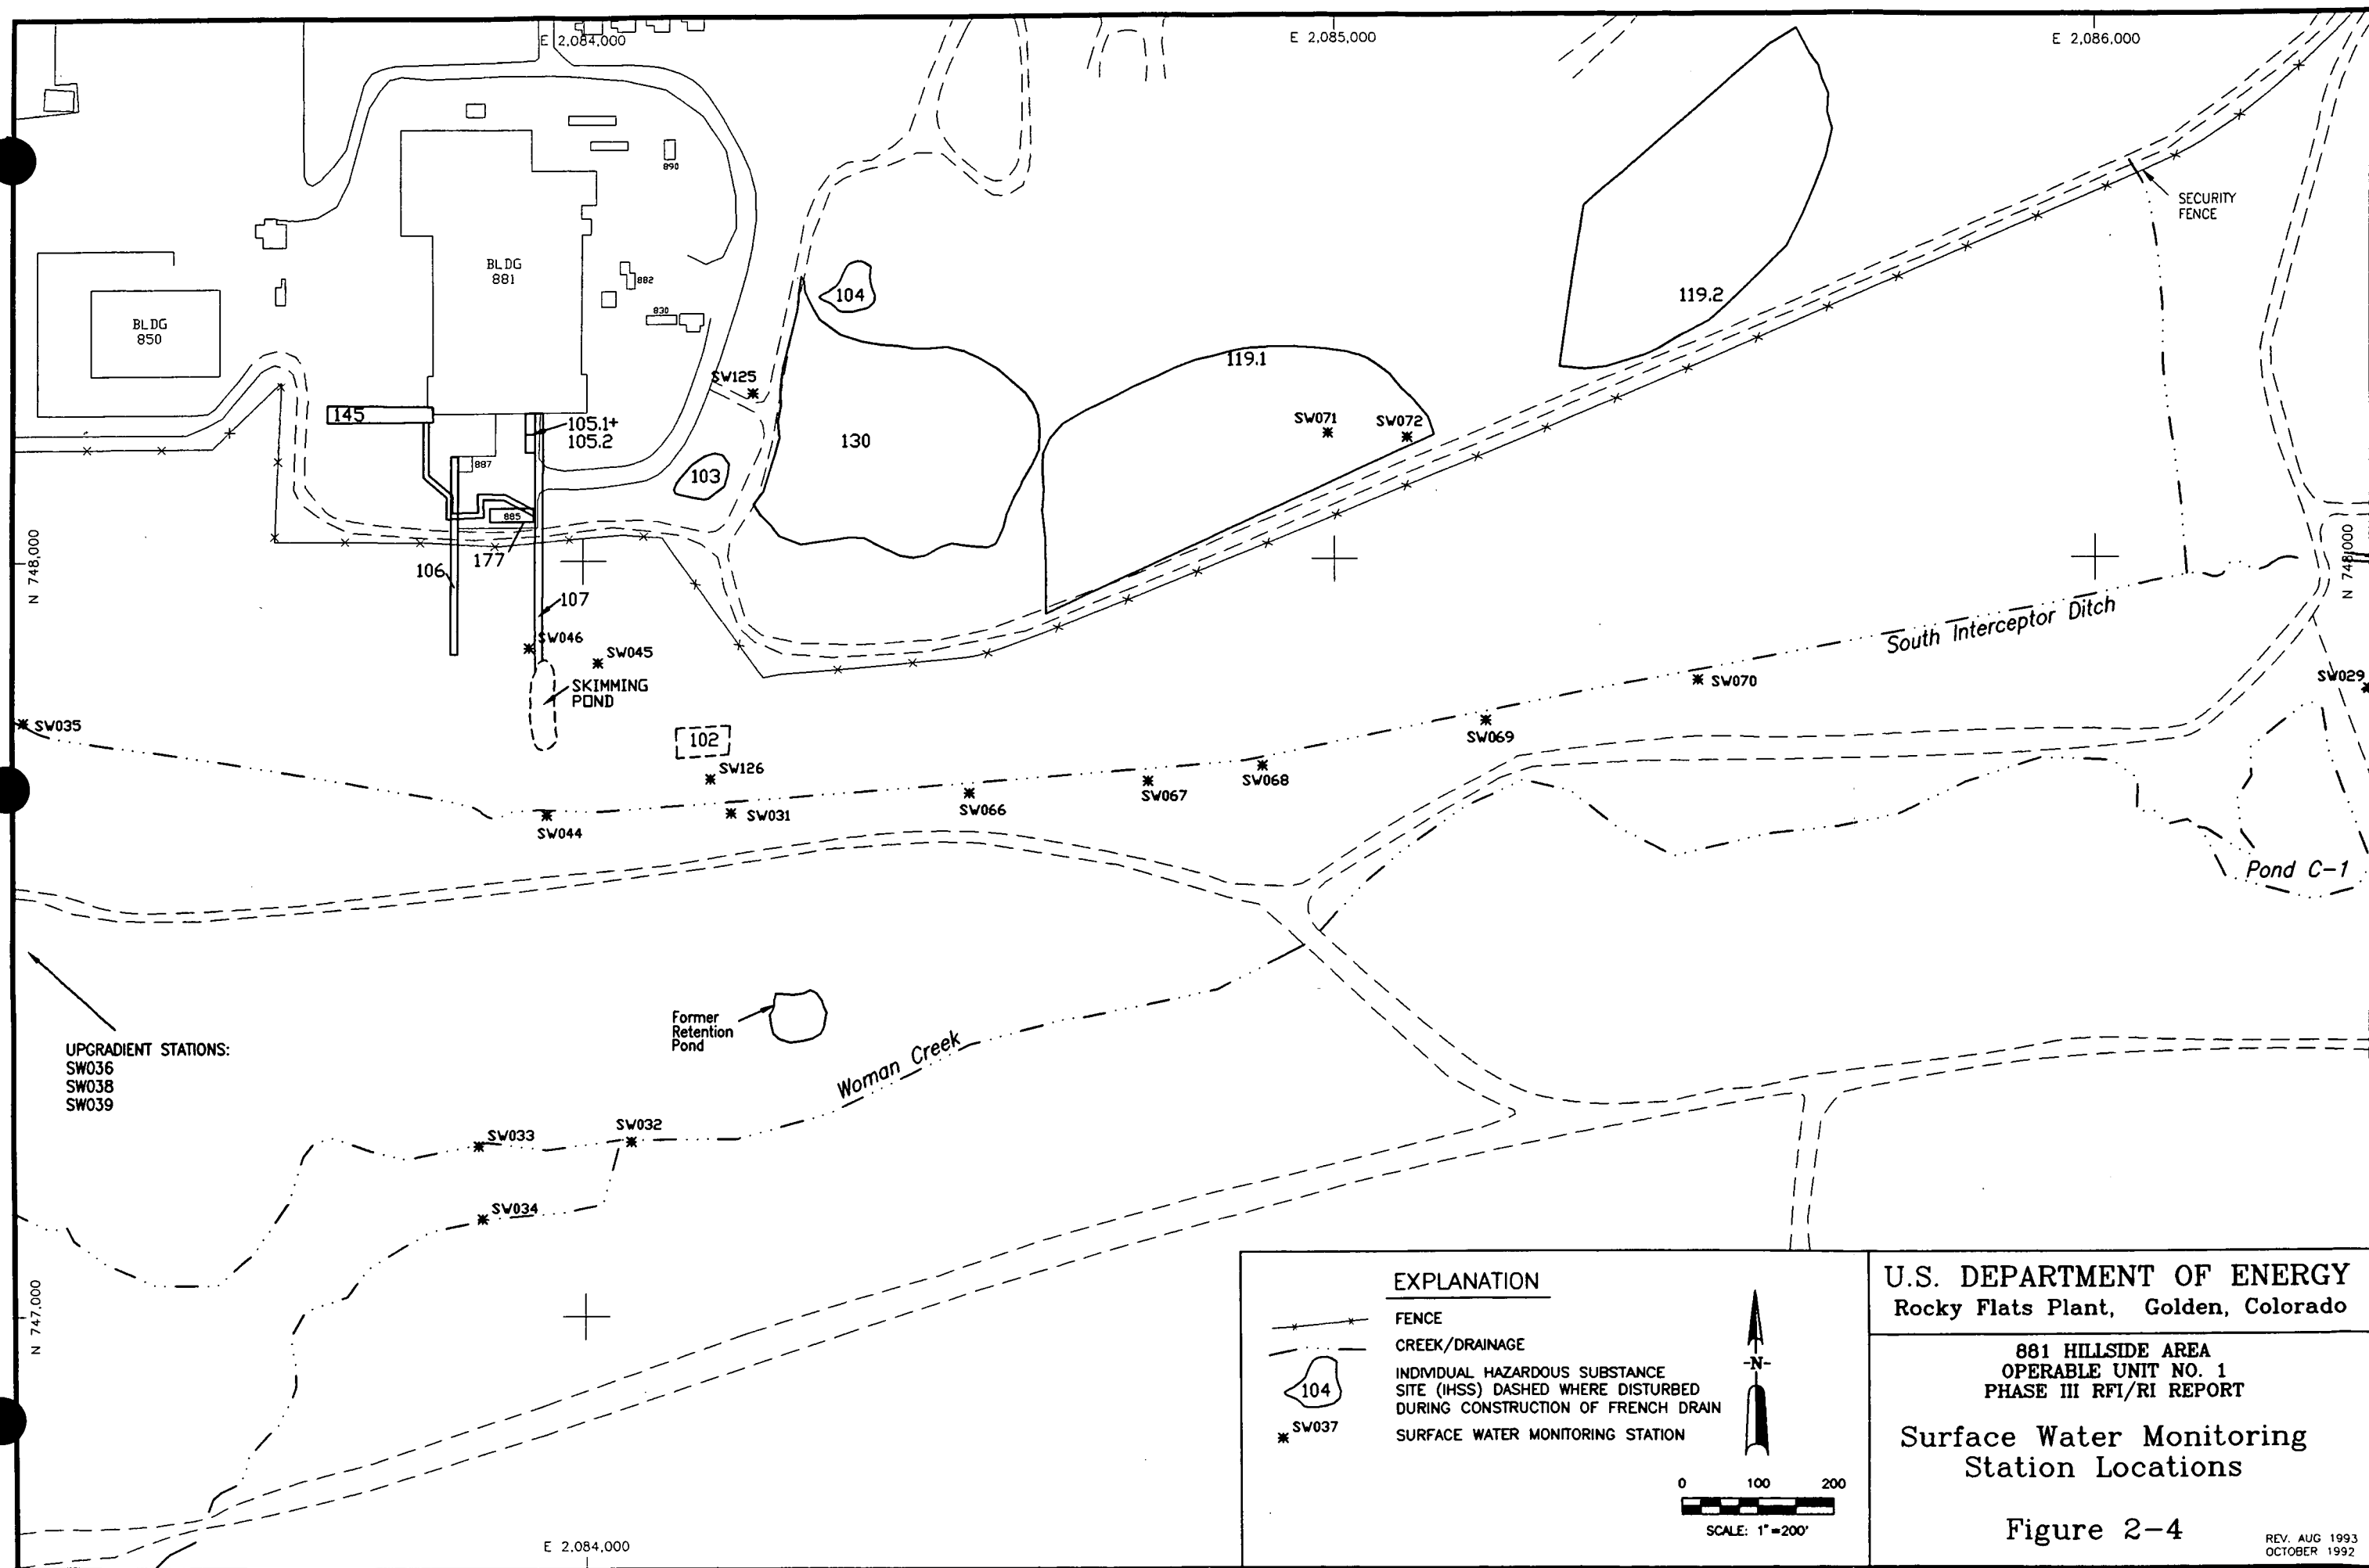 E 2,084,000
E 2,085,000
E 2,086,000
890
SECURITY
FENCE
BLDG
881
882
104
119.2
BLDG
850
830
119.1
SW125
145
105.1+
105.2
SW071
SW072
130
887
103
885
N 748,000
N 748,000
177
106
107
South Interceptor Ditch
SW046
SW045
SKIMMING
POND
SW070
SW029
SW035
102
SW069
SW126
SW068
SW067
SW066
SW031
SW044
Pond C-1
Former
Retention
Pond
Woman Creek
UPGRADIENT STATIONS:
SW036
SW038
SW039
SW033
SW032
SW034
N 747,000
E 2,084,000
EXPLANATION
FENCE
CREEK/DRAINAGE
104
INDIVIDUAL HAZARDOUS SUBSTANCE
SITE (IHSS) DASHED WHERE DISTURBED
DURING CONSTRUCTION OF FRENCH DRAIN
SW037
SURFACE WATER MONITORING STATION
-N-
0 100 200
SCALE: 1"=200'
U.S. DEPARTMENT OF ENERGY
Rocky Flats Plant, Golden, Colorado
881 HILLSIDE AREA
OPERABLE UNIT NO. 1
PHASE III RFI/RI REPORT
Surface Water Monitoring
Station Locations
Figure 2-4
REV. AUG 1993
OCTOBER 1992